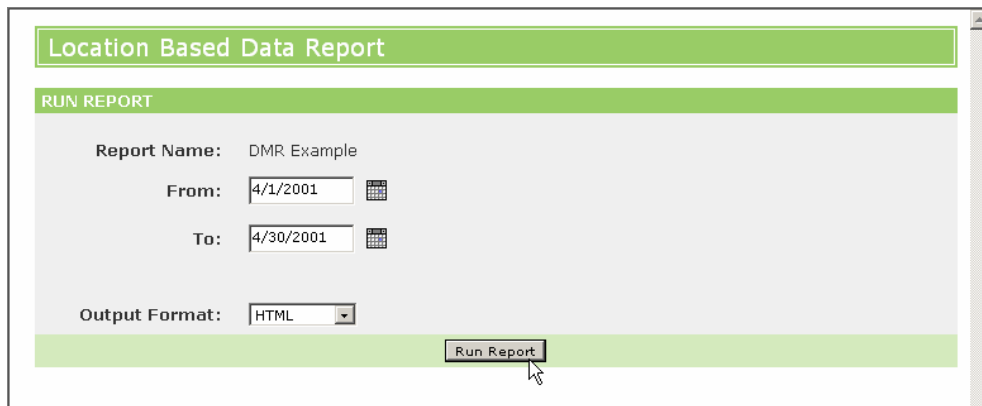 Location Based Data Report
RUN REPORT
Report Name: DMR Example
From: 4/1/2001
To: 4/30/2001
Output Format: HTML
Run Report